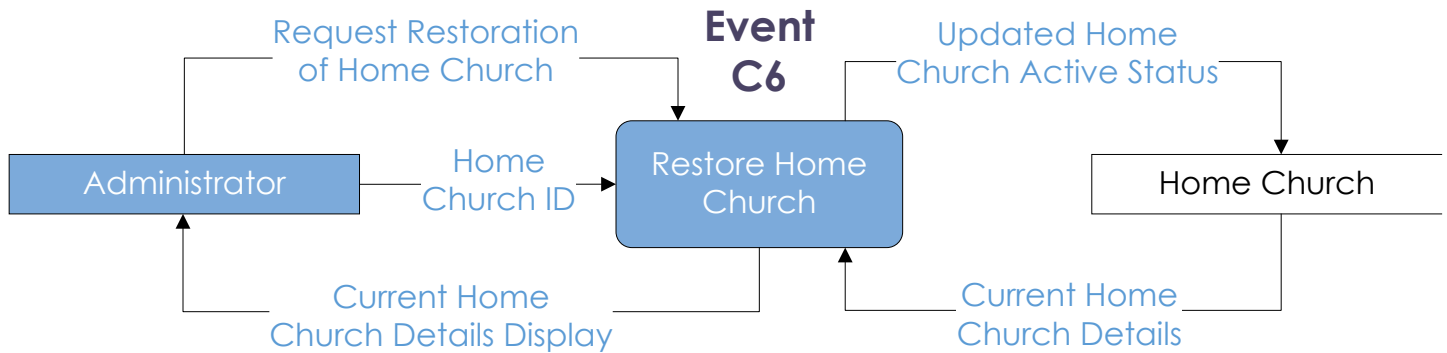 Request Restoration
of Home Church
Event
C6
Updated Home
Church Active Status
Administrator
Home
Church ID
Restore Home
Church
Home Church
Current Home
Church Details Display
Current Home
Church Details